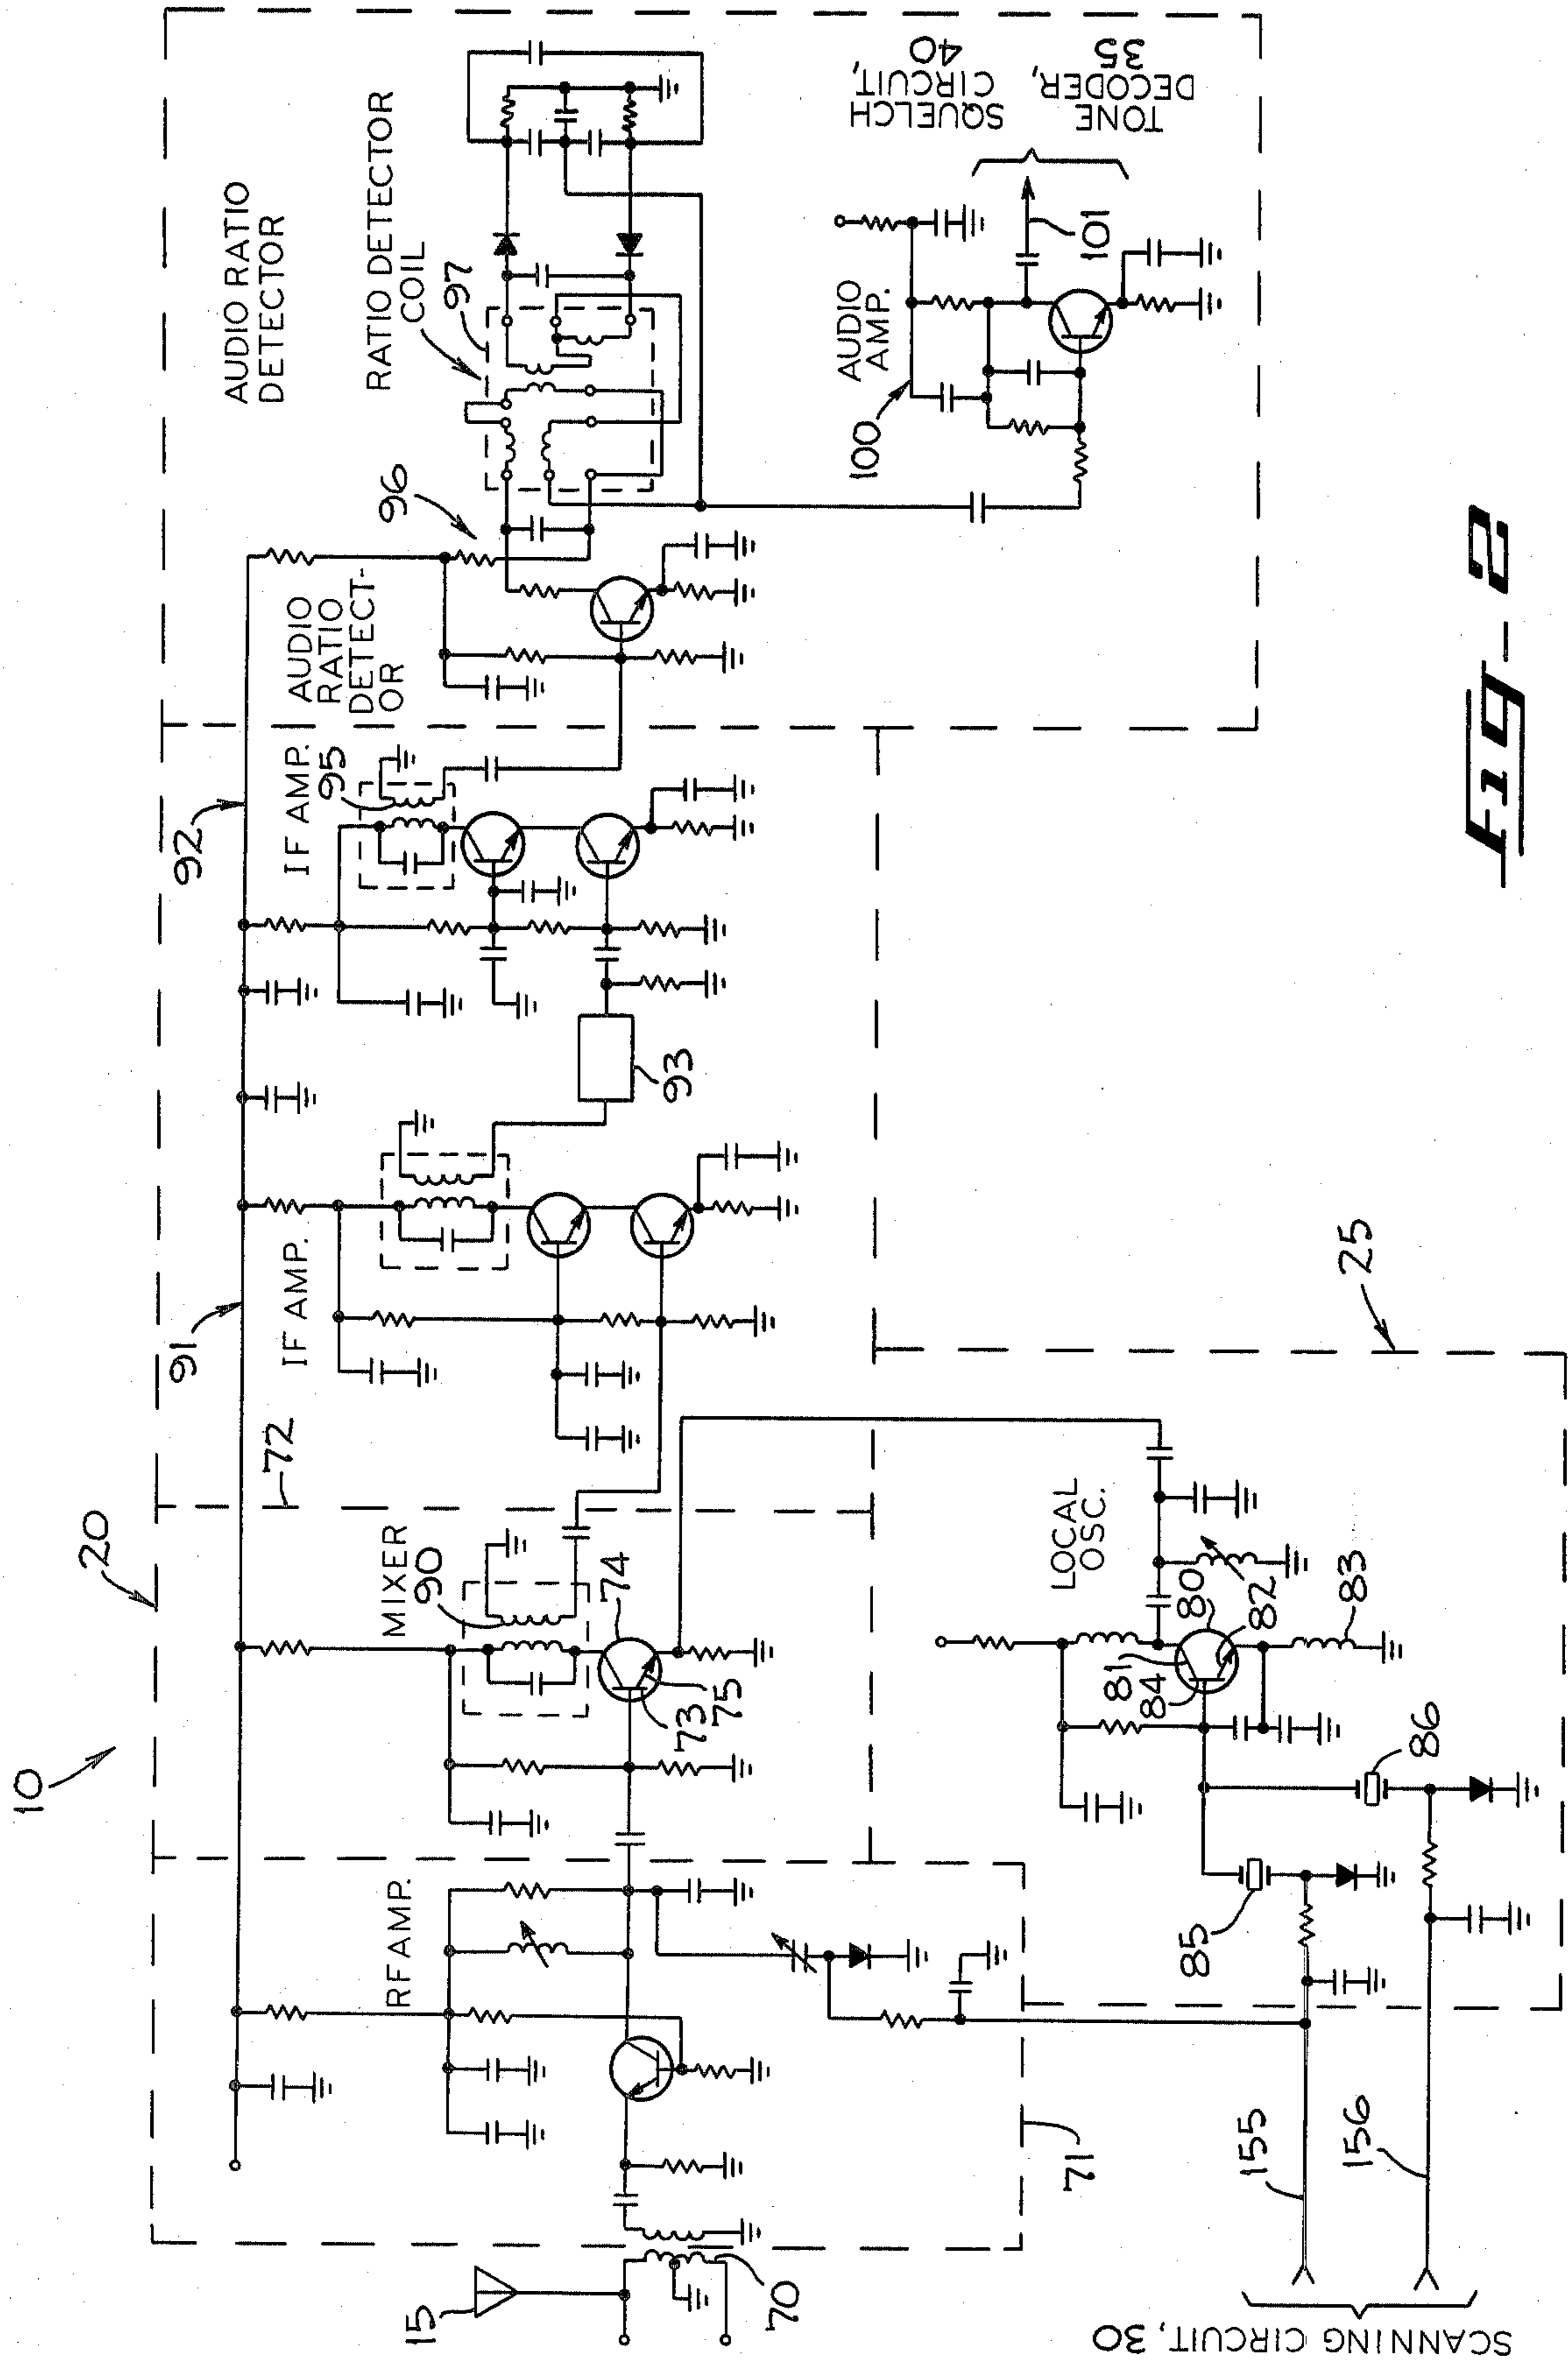 10
20
92
91
72
AUDIO RATIO
DETECTOR
RATIO DETECTOR
COIL
97
96
AUDIO
RATIO
DETECT-
OR
IF AMP.
95
IF AMP.
93
MIXER
90
74
73
75
RF AMP.
15
70
71
AUDIO
AMP.
100
101
SQUELCH
CIRCUIT,
40
TONE
DECODER,
35
25
LOCAL
OSC.
80
81
82
83
84
85
86
155
156
SCANNING CIRCUIT, 30
Fig-2